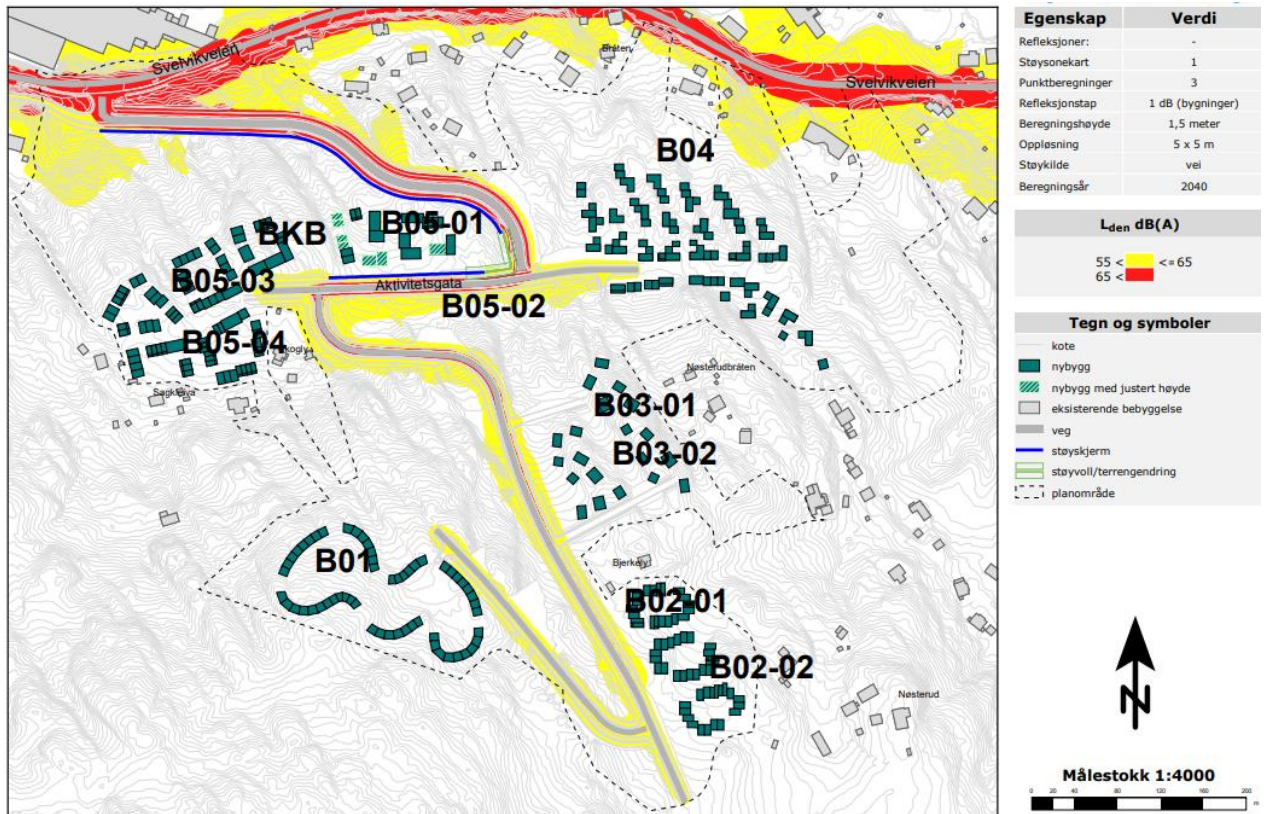 Svelvikveien
Bråten
Svelvikveien
B04
BKB
B05-01
B05-03
Aktivitetsgata
B05-02
B05-04
Nøsterudbråten
B03-01
B03-02
B01
Bjerkely
B02-01
B02-02
Nøsterud
Egenskap Verdi
Refleksjoner: -
Støysonekart 1
Punktberegninger 3
Refleksjonstap 1 dB (bygninger)
Beregningshøyde 1,5 meter
Oppløsning 5 x 5 m
Støykilde vei
Beregningsår 2040
Lden dB(A)
55 < <= 65
65 <
Tegn og symboler
kote
nybygg
nybygg med justert høyde
eksisterende bebyggelse
veg
støyskjerm
støyvoll/terrengendring
planområde
N
Målestokk 1:4000
0 20 40 80 120 160 200
m